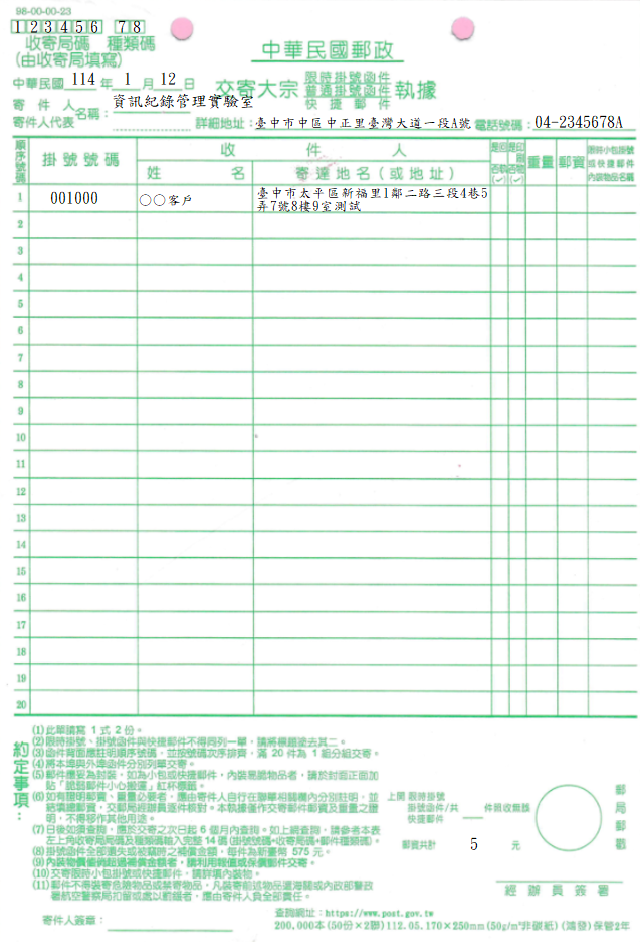 98-00-00-23
1 2 3 4 5 6 7 8
收寄局碼 種類碼
(由收寄局填寫)
中華民國郵政
中華民國 114 年 1 月 12 日
交寄大宗 限時掛號函件 普通掛號函件 快捷郵件 執據
寄件人 名稱： 資訊紀錄管理實驗室
寄件人代表
詳細地址：臺中市中區中正里臺灣大道一段A號 電話號碼：04-2345678A
順序號碼 掛號號碼 收件人 姓名 寄達地名(或地址) 是否回執(✓) 是否印刷物(✓) 重量 郵資 限時小包掛號或快捷郵件內裝物品名稱
1 001000 ○○客戶 臺中市太平區新福里1鄰二路三段4巷5
弄7號8樓9室測試
2
3
4
5
6
7
8
9
10
11
12
13
14
15
16
17
18
19
20
約定事項：
(1)此單請寫 1 式 2 份。
(2)限時掛號、掛號函件與快捷郵件不得同列一單，請將標題塗去其二。
(3)函件背面應註明順序號碼，並按號碼次序排齊，滿 20 件為 1 組分組交寄。
(4)將本埠與外埠函件分別列單交寄。
(5)郵件應妥為封裝，如為小包或快捷郵件，內裝易碎物品者，請於封面正面加
貼「脆弱郵件小心搬運」紅杯標籤。
(6)如有證明郵資、重量必要者，應由寄件人自行在聯單相關欄內分別註明，並
結填總郵資，交郵局經辦員逐件核對。本執據僅作交寄郵件郵資及重量之證
明，不得移作其他用途。
(7)日後如須查詢，應於交寄之次日起 6 個月內查詢。如上網查詢，請參考本表
左上角收寄局局碼及種類碼輸入完整 14 碼 (掛號號碼+收寄局碼+郵件種類碼)。
(8)掛號函件全部遺失或被竊時之補償金額，每件為新臺幣 575 元。
(9)內裝物價值倘超過補償金額者，請利用報值或保價郵件交寄。
(10)交寄限時小包掛號或快捷郵件，請詳填內裝物。
(11)郵件不得裝寄危險物品或禁寄物品，凡裝寄前述物品遭海關或內政部警政
署航空警察局扣留或處以罰鍰者，應由寄件人負全部責任。
上開 限時掛號 掛號函件/共 快捷郵件 件照收無誤
郵資共計 5 元
郵局郵戳
經辦員簽署
寄件人簽章：
查詢網址：https://www.post.gov.tw
200,000本(50份×2聯)112.05.170×250mm(50g/m²非碳紙)(鴻發)保管2年